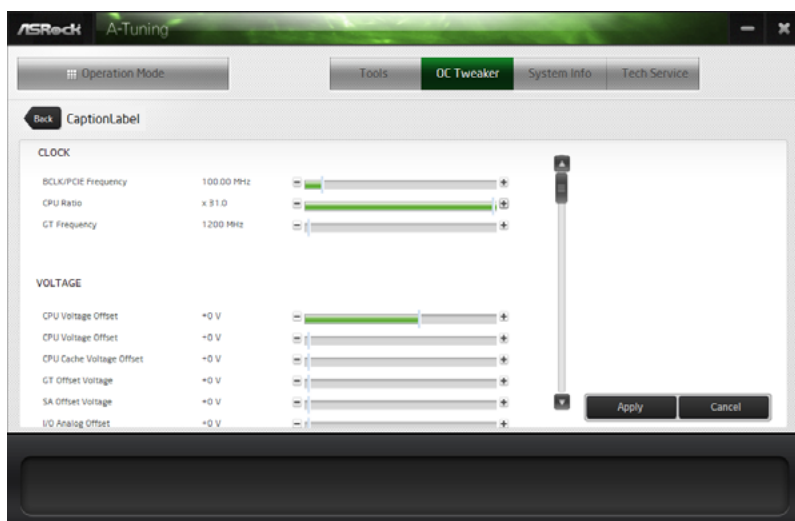 ASRock A-Tuning
Operation Mode Tools OC Tweaker System Info Tech Service
Back CaptionLabel
CLOCK
BCLK/PCIE Frequency 100.00 MHz
CPU Ratio x 31.0
GT Frequency 1200 MHz
VOLTAGE
CPU Voltage Offset +0 V
CPU Voltage Offset +0 V
CPU Cache Voltage Offset +0 V
GT Offset Voltage +0 V
SA Offset Voltage +0 V
I/O Analog Offset +0 V
Apply Cancel